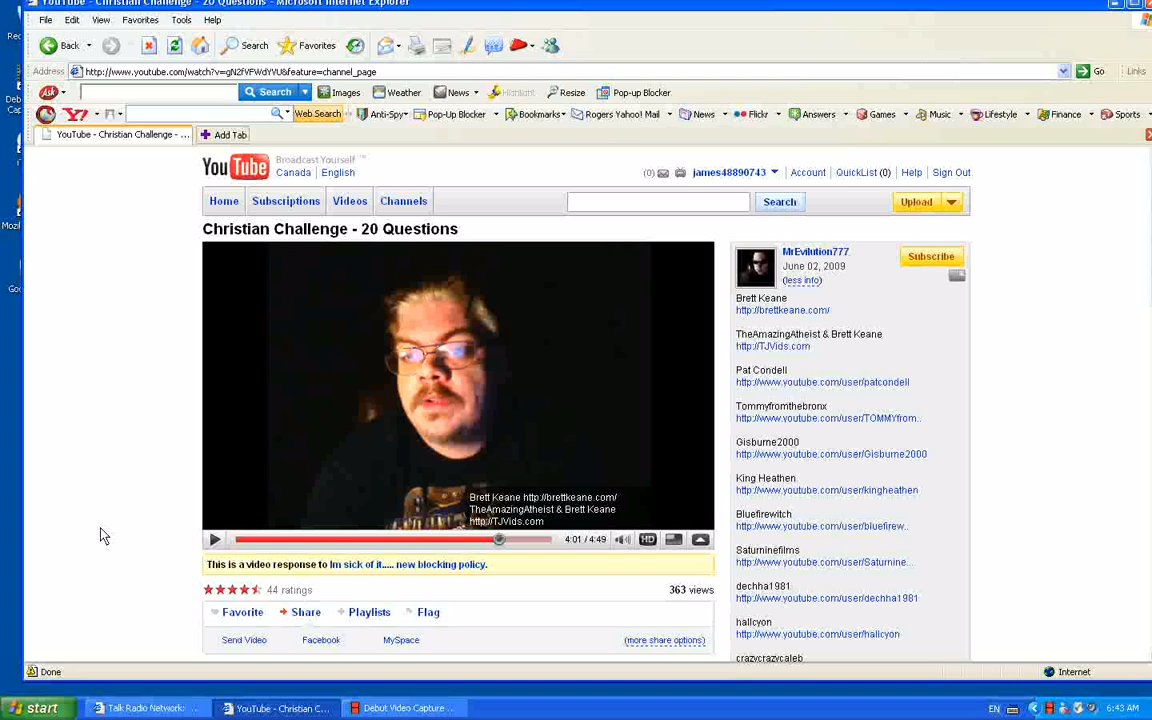 YouTube - Christian Challenge - 20 Questions - Microsoft Internet Explorer
File Edit View Favorites Tools Help
Back Search Favorites
Address http://www.youtube.com/watch?v=gN2fVFWdYVU&feature=channel_page Go Links
Ask Search Images Weather News Highlight Resize Pop-up Blocker
Y! Web Search Anti-Spy Pop-Up Blocker Bookmarks Rogers Yahoo! Mail News Flickr Answers Games Music Lifestyle Finance Sports
YouTube - Christian Challenge - ... Add Tab
YouTube Broadcast Yourself ™
Canada English
(0) james48890743 Account QuickList (0) Help Sign Out
Home Subscriptions Videos Channels Search Upload
Christian Challenge - 20 Questions
Brett Keane http://brettkeane.com/
TheAmazingAtheist & Brett Keane
http://TJVids.com
4:01 / 4:49 HD
This is a video response to Im sick of it..... new blocking policy.
44 ratings 363 views
Favorite Share Playlists Flag
Send Video Facebook MySpace (more share options)
MrEvilution777
June 02, 2009
(less info)
Subscribe
Brett Keane
http://brettkeane.com/
TheAmazingAtheist & Brett Keane
http://TJVids.com
Pat Condell
http://www.youtube.com/user/patcondell
Tommyfromthebronx
http://www.youtube.com/user/TOMMYfrom...
Gisburne2000
http://www.youtube.com/user/Gisburne2000
King Heathen
http://www.youtube.com/user/kingheathen
Bluefirewitch
http://www.youtube.com/user/bluefirew...
Saturninefilms
http://www.youtube.com/user/Saturnine...
dechha1981
http://www.youtube.com/user/dechha1981
hallcyon
http://www.youtube.com/user/hallcyon
crazycrazycaleb
Done Internet
start Talk Radio Network: ... YouTube - Christian C... Debut Video Capture ... EN 6:43 AM